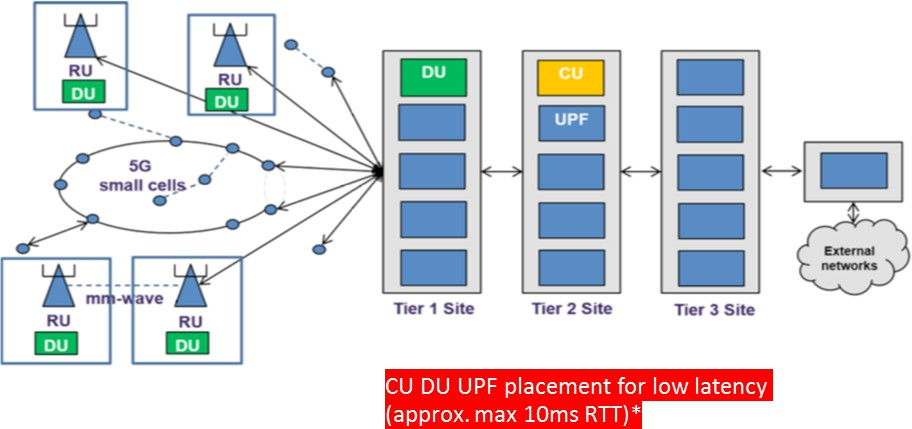 RU
DU
RU
DU
5G
small cells
mm-wave
RU
DU
RU
DU
DU
CU
UPF
Tier 1 Site
Tier 2 Site
Tier 3 Site
External
networks
CU DU UPF placement for low latency
(approx. max 10ms RTT)*